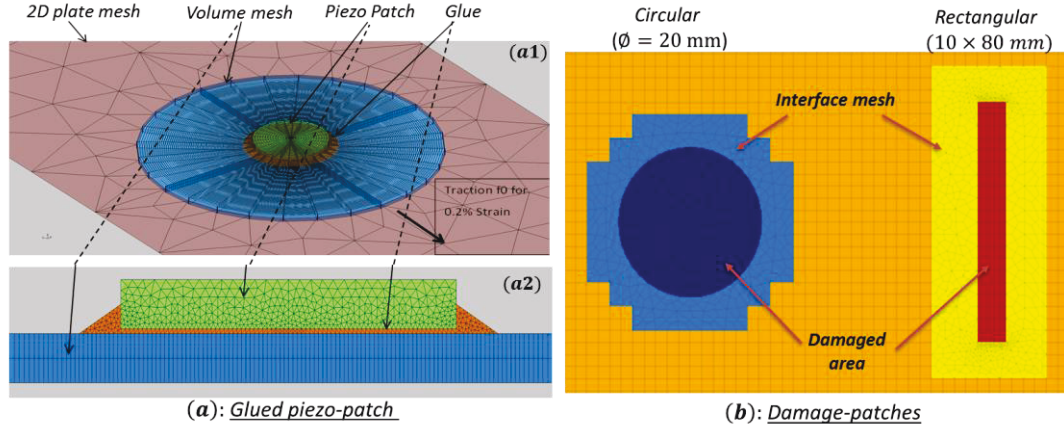 2D plate mesh
Volume mesh
Piezo Patch
Glue
(a1)
Traction f0 for
0.2% Strain
(a2)
(a): Glued piezo-patch
Circular
(Ø = 20 mm)
Rectangular
(10 × 80 mm)
Interface mesh
Damaged
area
(b): Damage-patches